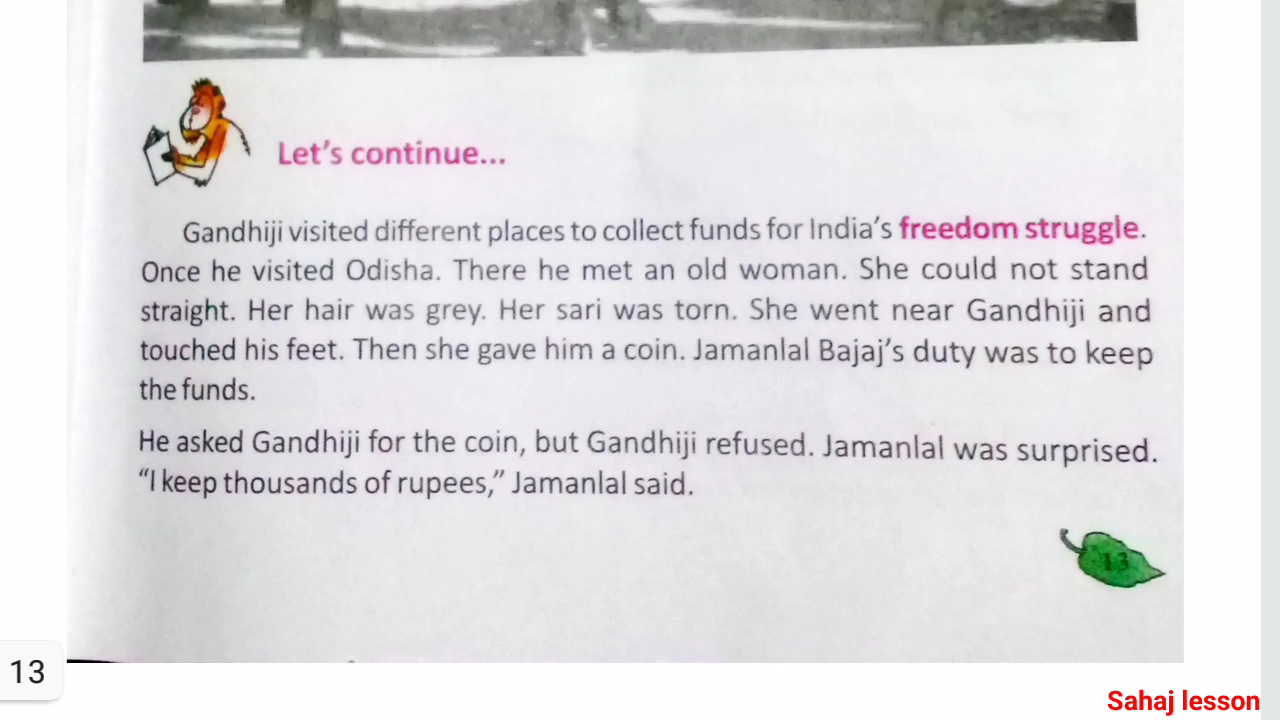 Let's continue...
Gandhiji visited different places to collect funds for India's freedom struggle.
Once he visited Odisha. There he met an old woman. She could not stand
straight. Her hair was grey. Her sari was torn. She went near Gandhiji and
touched his feet. Then she gave him a coin. Jamanlal Bajaj's duty was to keep
the funds.
He asked Gandhiji for the coin, but Gandhiji refused. Jamanlal was surprised.
“I keep thousands of rupees,” Jamanlal said.
13
13
Sahaj lesson